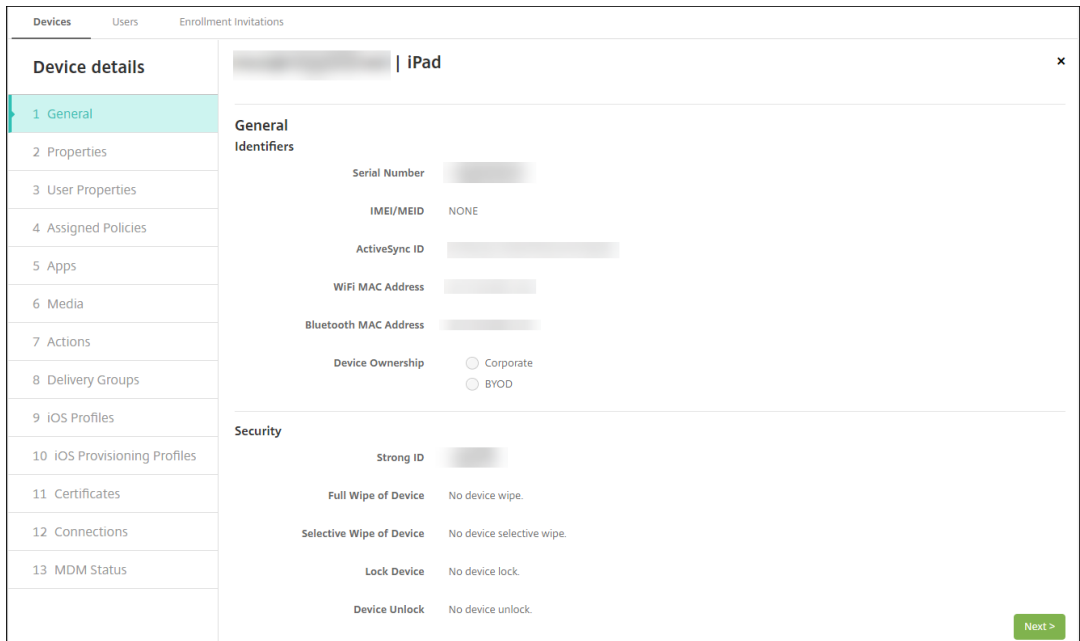 Devices Users Enrollment Invitations
Device details
1 General
2 Properties
3 User Properties
4 Assigned Policies
5 Apps
6 Media
7 Actions
8 Delivery Groups
9 iOS Profiles
10 iOS Provisioning Profiles
11 Certificates
12 Connections
13 MDM Status
| iPad ×
General
Identifiers
Serial Number
IMEI/MEID NONE
ActiveSync ID
WiFi MAC Address
Bluetooth MAC Address
Device Ownership Corporate
BYOD
Security
Strong ID
Full Wipe of Device No device wipe.
Selective Wipe of Device No device selective wipe.
Lock Device No device lock.
Device Unlock No device unlock.
Next >